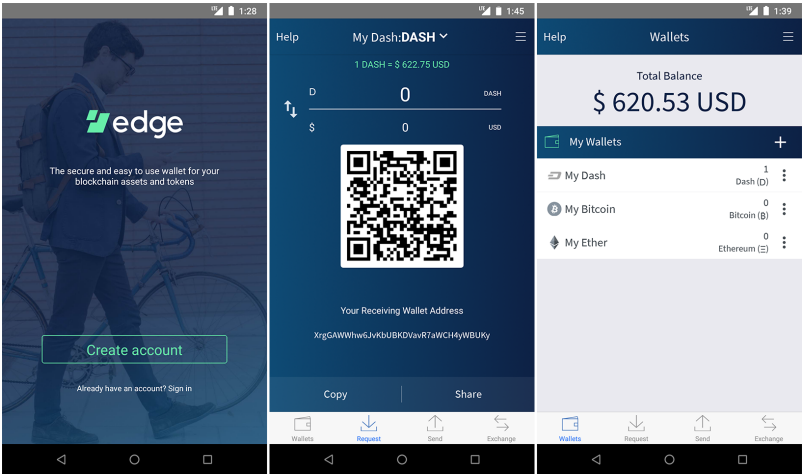 LTE 1:28
edge
The secure and easy to use wallet for your
blockchain assets and tokens
Create account
Already have an account? Sign in
LTE 1:45
Help My Dash:DASH
1 DASH = $ 622.75 USD
D 0 DASH
$ 0 USD
Your Receiving Wallet Address
XrgGAWWhw6JvKbUBKDVavR7aWCH4yWBUKy
Copy Share
Wallets Request Send Exchange
LTE 1:39
Help Wallets
Total Balance
$ 620.53 USD
My Wallets +
My Dash 1
Dash (D)
My Bitcoin 0
Bitcoin (₿)
My Ether 0
Ethereum (Ξ)
Wallets Request Send Exchange